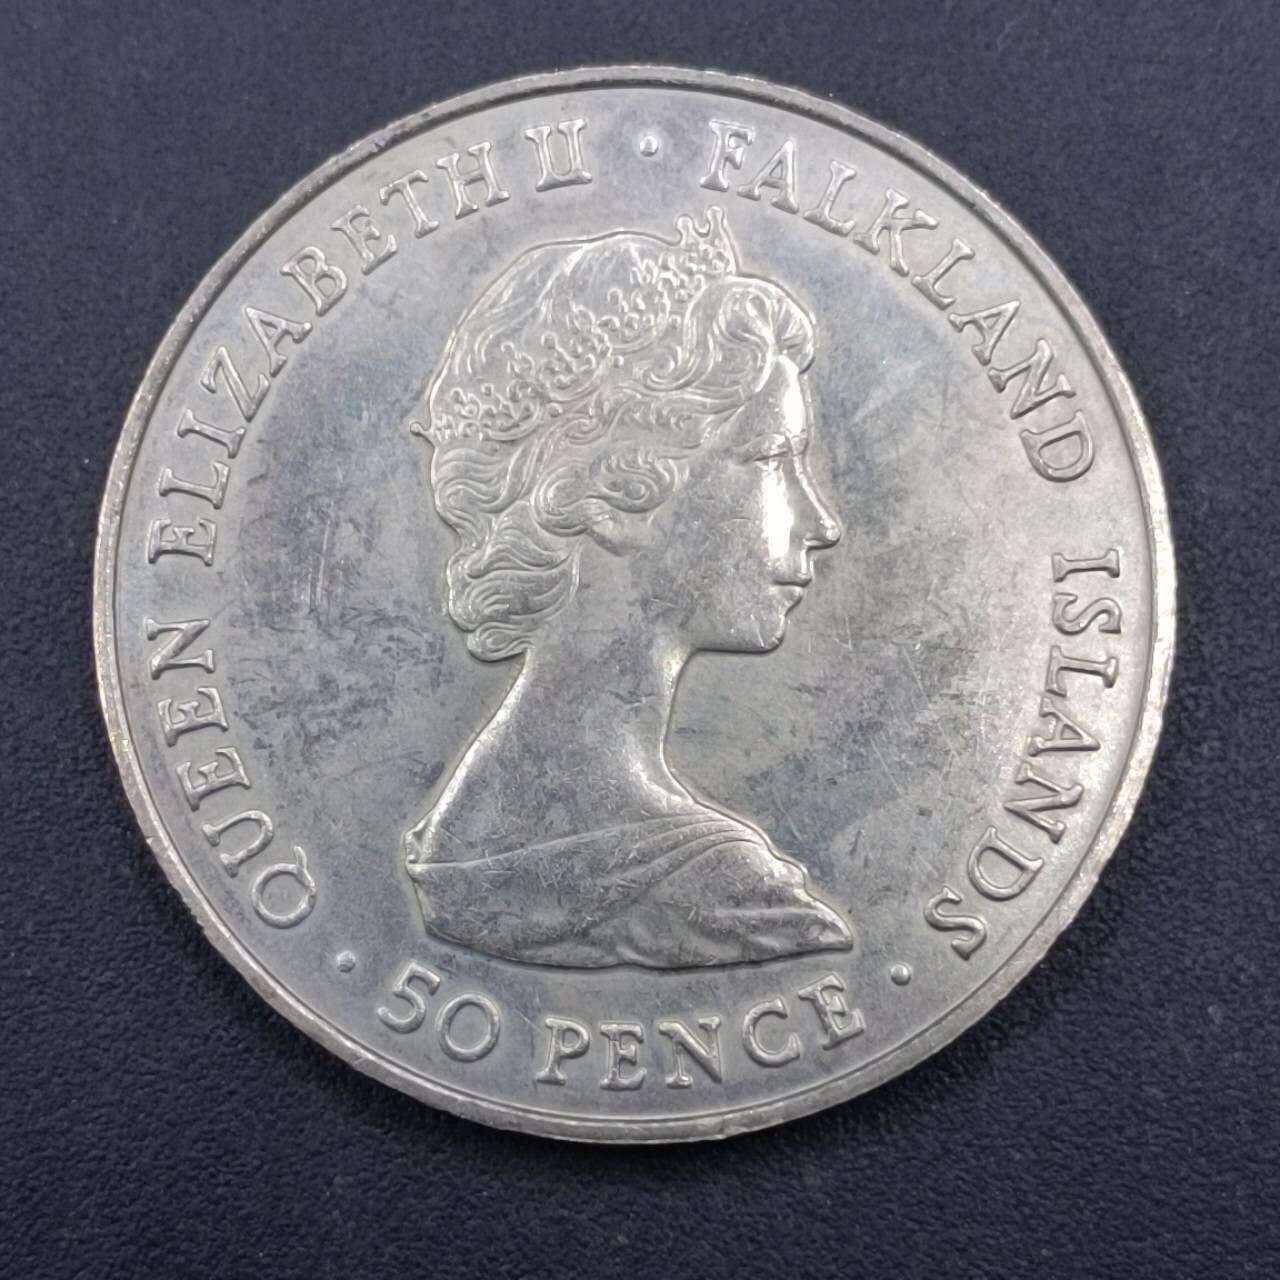 QUEEN ELIZABETH II · FALKLAND ISLANDS
· 50 PENCE ·